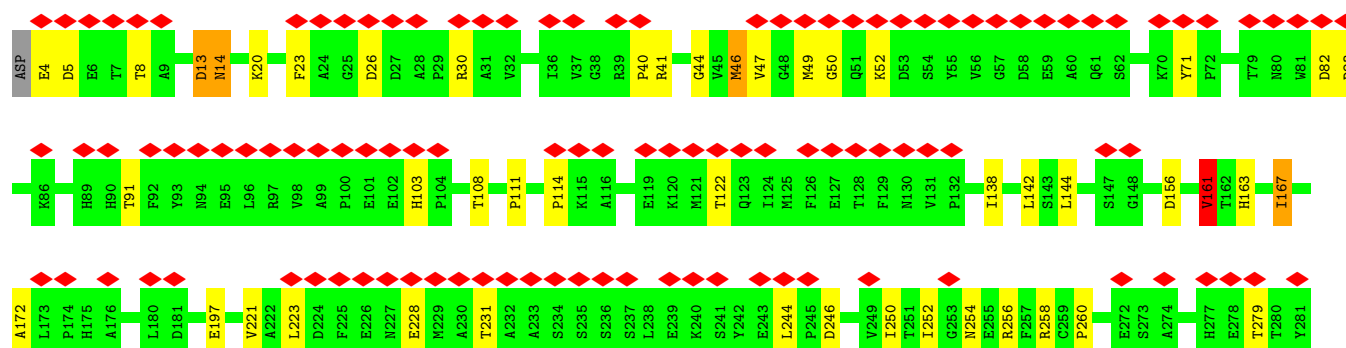 ASP E4 D5 E6 T7 T8 A9 D13 N14 K20 F23 A24 G25 D26 D27 A28 P29 R30 A31 V32 I36 V37 G38 R39 P40 R41 G44 V45 M46 V47 G48 M49 G50 Q51 K52 D53 S54 Y55 V56 G57 D58 E59 A60 Q61 S62 K70 Y71 P72 T79 N80 W81 D82
K86 H89 H90 T91 F92 Y93 N94 E95 L96 R97 V98 A99 P100 E101 E102 H103 P104 T108 P111 P114 K115 A116 E119 K120 M121 T122 Q123 I124 M125 F126 E127 T128 F129 N130 V131 P132 I138 L142 S143 L144 S147 G148 D156 V161 T162 H163 I167
A172 L173 P174 H175 A176 L180 D181 E197 V221 A222 L223 D224 F225 E226 N227 E228 M229 A230 T231 A232 A233 S234 S235 S236 S237 L238 E239 K240 S241 Y242 E243 L244 P245 D246 V249 I250 T251 I252 G253 N254 E255 R256 F257 R258 C259 P260 E272 S273 A274 H277 E278 T279 T280 Y281